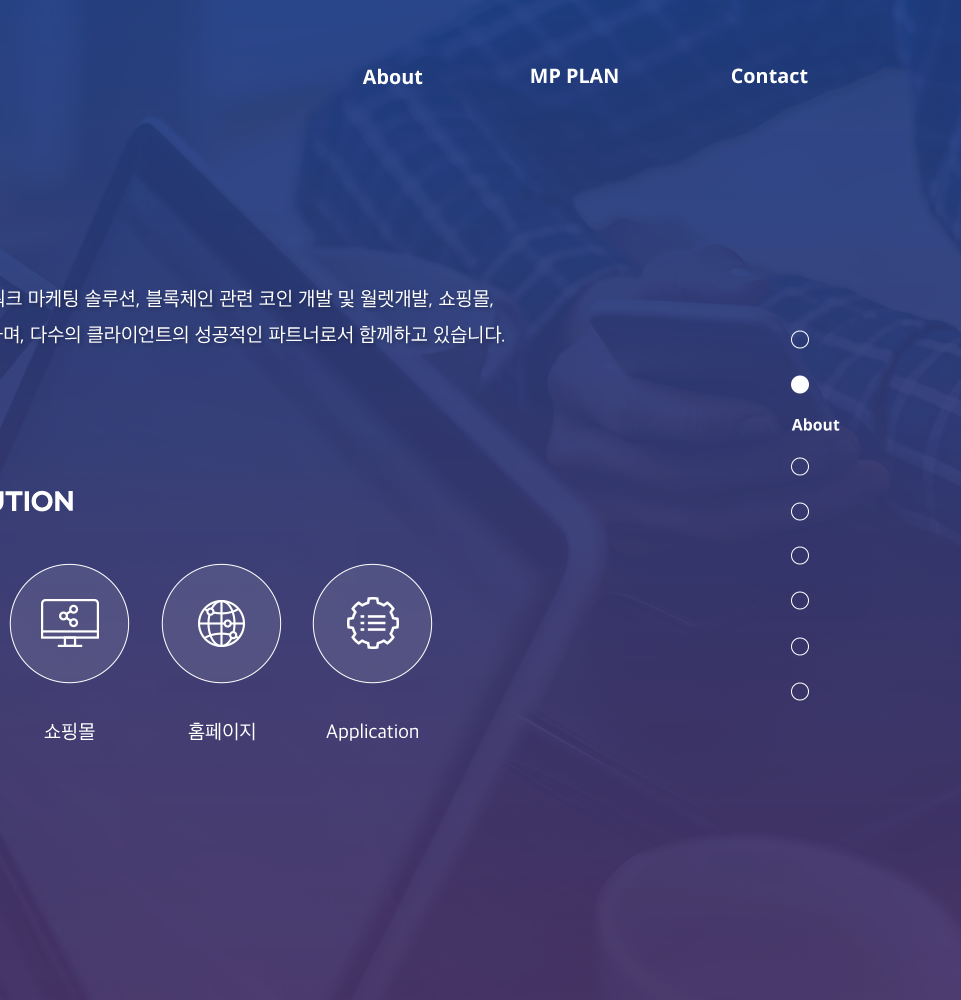 About MP PLAN Contact
마케팅 솔루션, 블록체인 관련 코인 개발 및 월렛개발, 쇼핑몰,
다수의 클라이언트의 성공적인 파트너로서 함께하고 있습니다.
About
UTION
쇼핑몰 홈페이지 Application